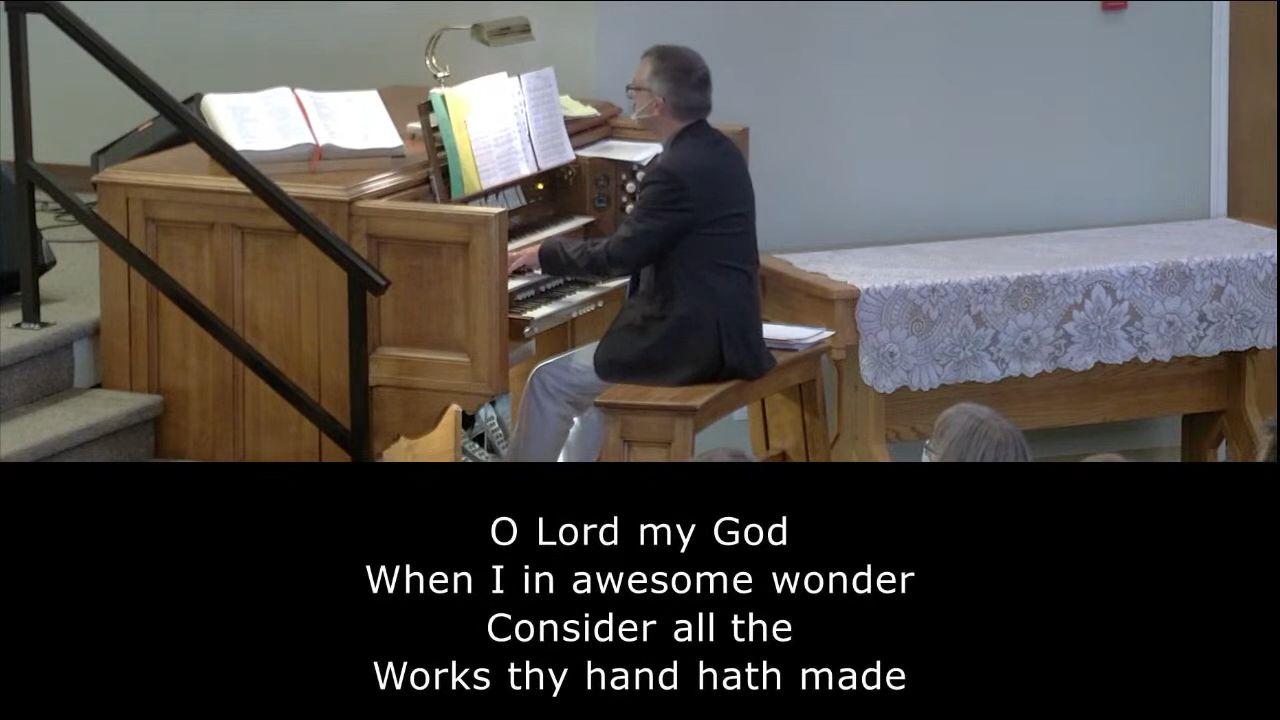 O Lord my God
When I in awesome wonder
Consider all the
Works thy hand hath made